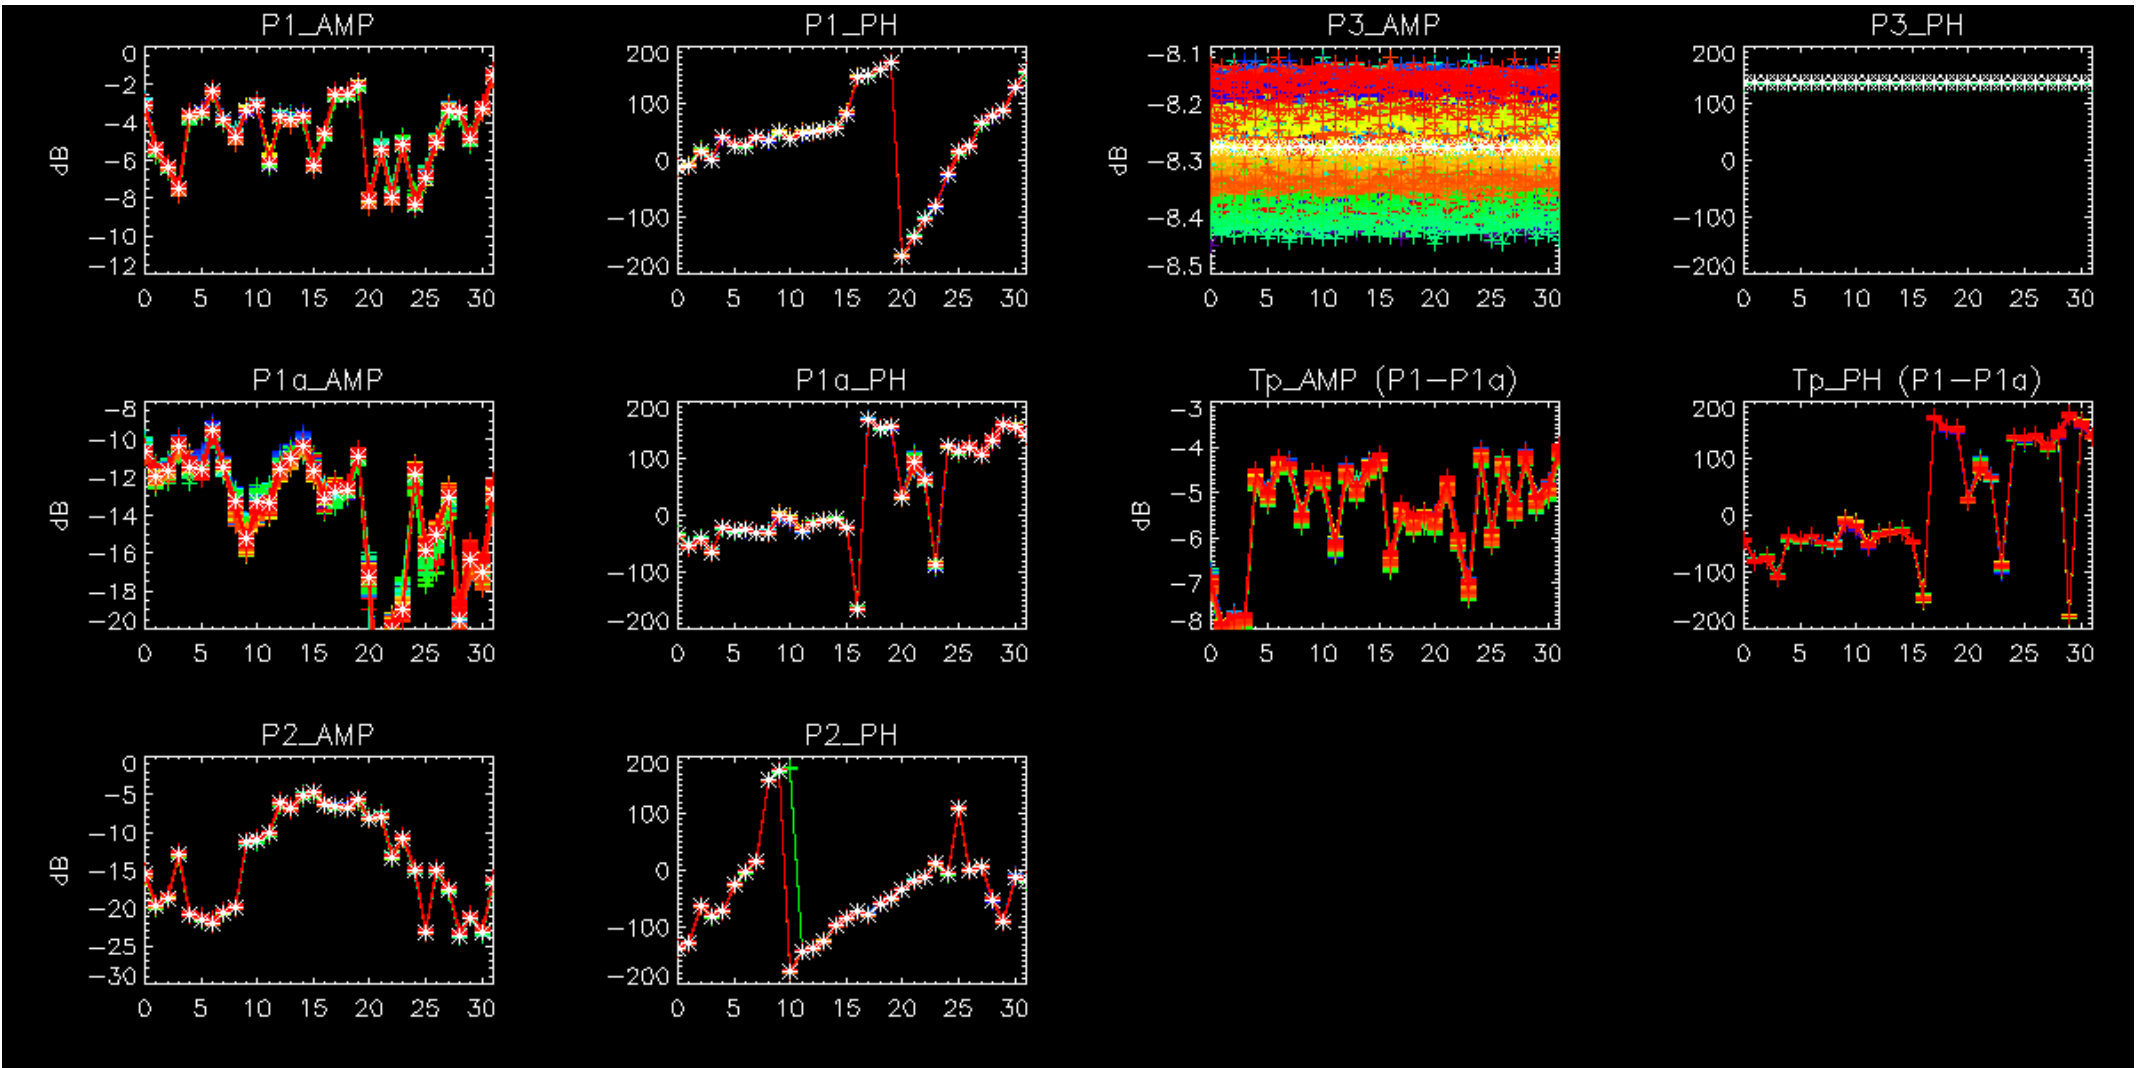 P1_AMP
0
−2
−4
−6
−8
−10
−12
dB
0 5 10 15 20 25 30
P1_PH
200
100
0
−100
−200
0 5 10 15 20 25 30
P3_AMP
−8.1
−8.2
−8.3
−8.4
−8.5
dB
0 5 10 15 20 25 30
P3_PH
200
100
0
−100
−200
0 5 10 15 20 25 30
P1a_AMP
−8
−10
−12
−14
−16
−18
−20
dB
0 5 10 15 20 25 30
P1a_PH
200
100
0
−100
−200
0 5 10 15 20 25 30
Tp_AMP (P1−P1a)
−3
−4
−5
−6
−7
−8
dB
0 5 10 15 20 25 30
Tp_PH (P1−P1a)
200
100
0
−100
−200
0 5 10 15 20 25 30
P2_AMP
0
−5
−10
−15
−20
−25
−30
dB
0 5 10 15 20 25 30
P2_PH
200
100
0
−100
−200
0 5 10 15 20 25 30